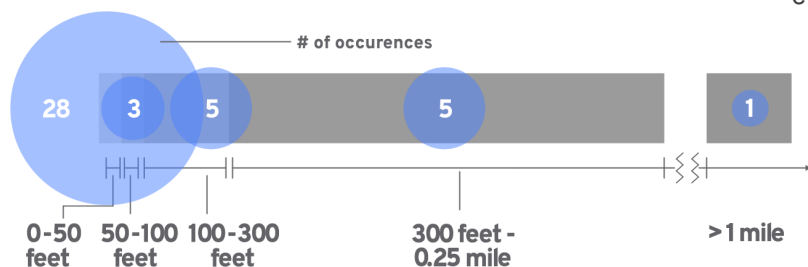 # of occurences
28 3 5 5 1
0-50 50-100 100-300 300 feet - >1 mile
feet feet feet 0.25 mile